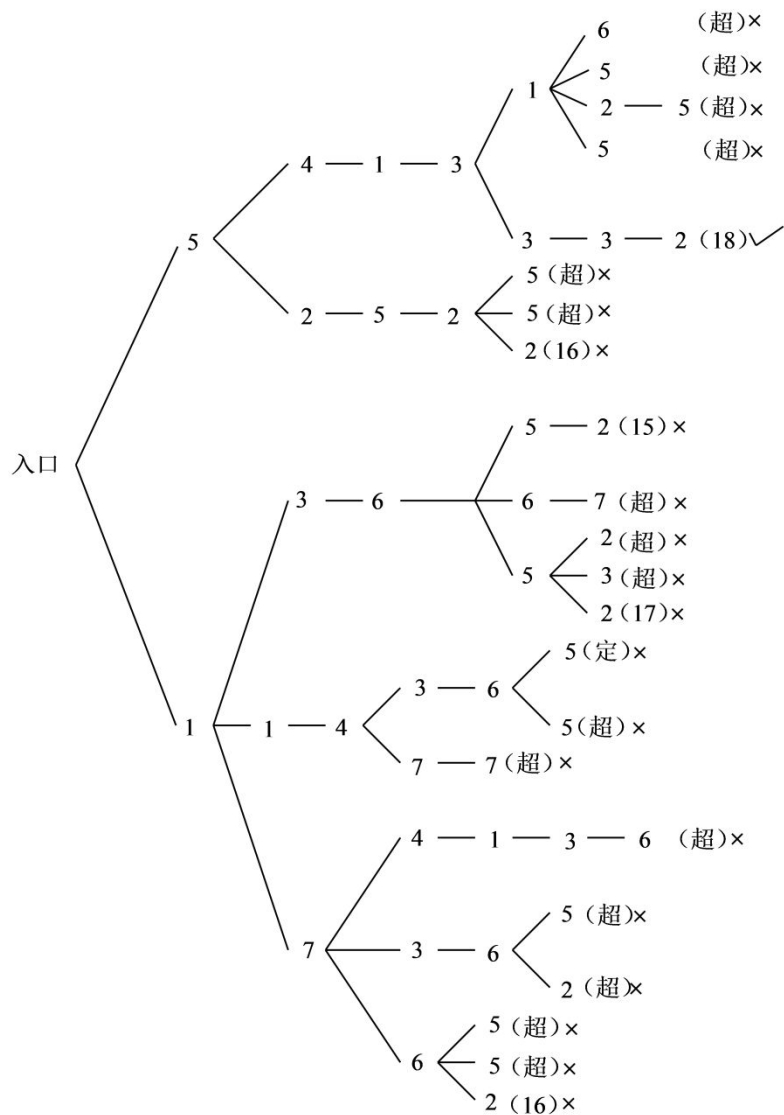 6 (超)×
5 (超)×
1
2 5 (超)×
5 (超)×
4 1 3
5
3 3 2 (18)✓
5 (超)×
2 5 2 5 (超)×
2 (16)×
5 2 (15)×
入口
3 6 6 7 (超)×
2 (超)×
5 3 (超)×
2 (17)×
5 (定)×
3 6
1 1 4 5 (超)×
7 7 (超)×
4 1 3 6 (超)×
5 (超)×
7 3 6
2 (超)×
5 (超)×
6 5 (超)×
2 (16)×